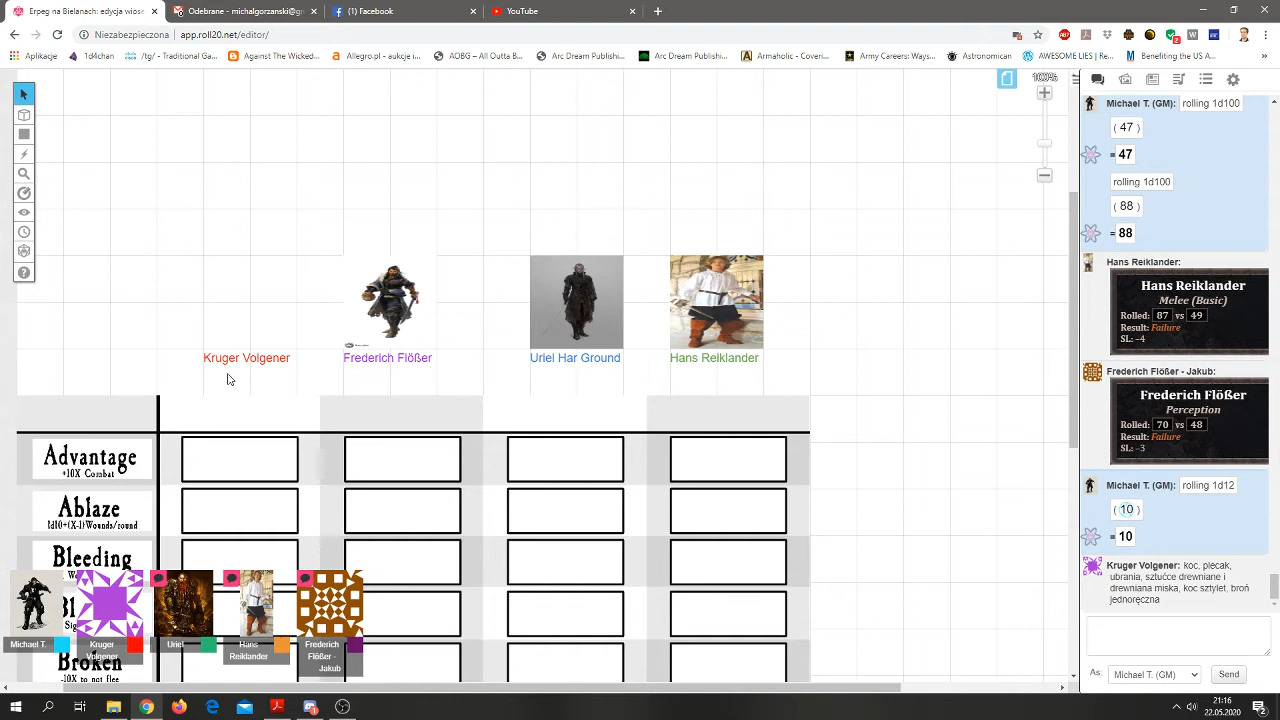 Erpeg na Bielanach: edycja wiose
Odebrane - mihalgrzanski@gm
(1) Facebook
YouTube
Niezabezpieczona
app.roll20.net/editor/
Aplikacje
1d4chan
/tg/ - Traditional Ga...
Against The Wicked...
Allegro.pl - aukcje i...
AOBG – All Outta B...
Arc Dream Publishi...
Arc Dream Publishi...
Armaholic - Coveri...
Army Careers: Ways...
Astronomican
AWESOME LIES | Ho...
Benefiting the US A...
100%
Kruger Volgener
Frederich Flößer
Uriel Har Ground
Hans Reiklander
Advantage
+10X Combat
Ablaze
1d10+(X-1)Wounds/round
Bleeding
Broken
-10X to not flee
Michael T.
Kruger
Volgener
Uriel
Hans
Reiklander
Frederich
Flößer -
Jakub
Michael T. (GM): rolling 1d100
( 47 )
= 47
rolling 1d100
( 88 )
= 88
Hans Reiklander:
Hans Reiklander
Melee (Basic)
Rolled: 87 vs 49
Result: Failure
SL: -4
Frederich Flößer - Jakub:
Frederich Flößer
Perception
Rolled: 70 vs 48
Result: Failure
SL: -3
Michael T. (GM): rolling 1d12
( 10 )
= 10
Kruger Volgener: koc, plecak,
ubrania, sztućce drewniane i
drewniana miska, koc sztylet, broń
jednoręczna
As: Michael T. (GM)
Send
21:16
22.05.2020